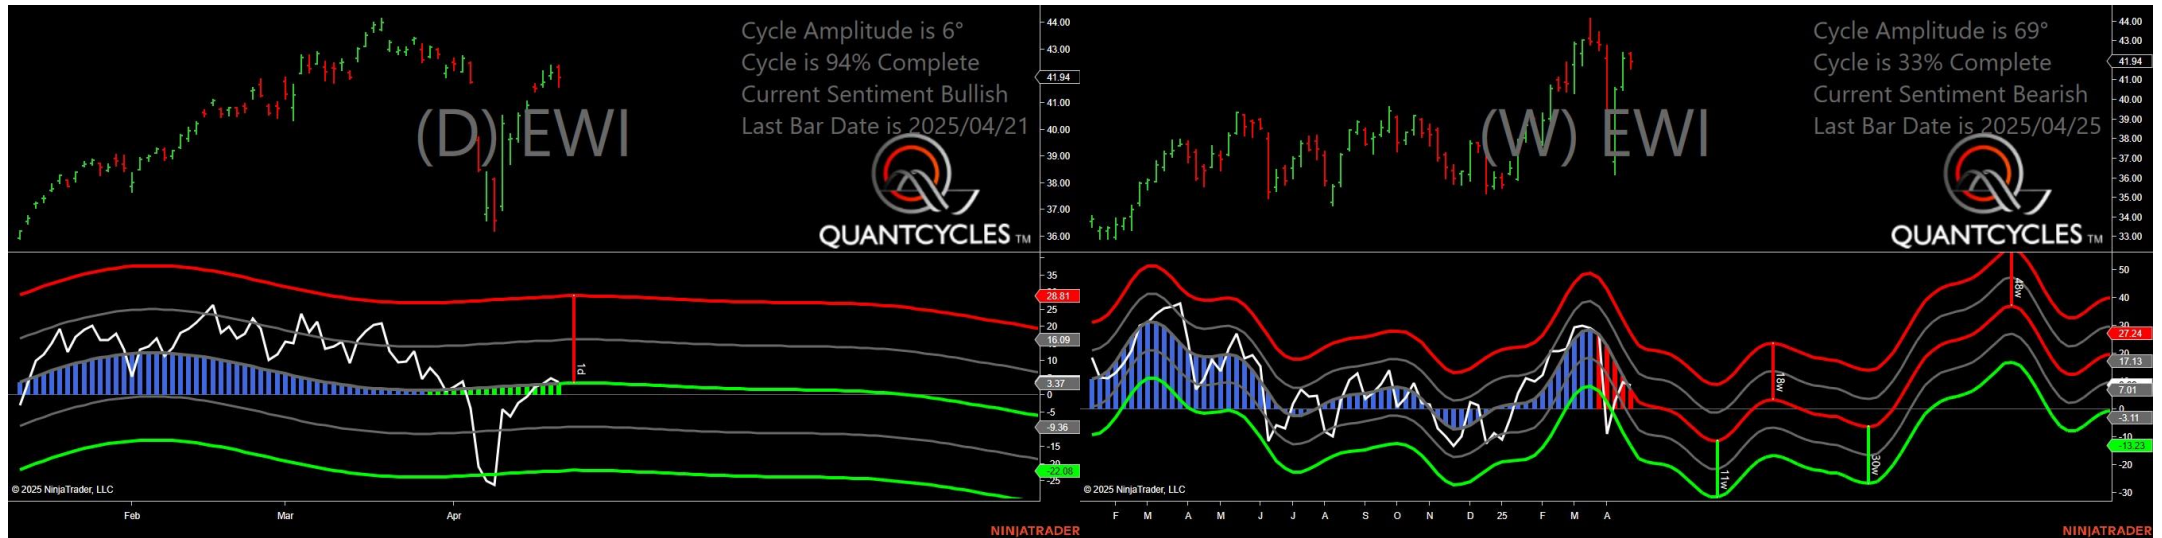 Cycle Amplitude is 6°
Cycle is 94% Complete
Current Sentiment Bullish
Last Bar Date is 2025/04/21
(D) EWI
QUANTCYCLES TM
44.00
43.00
41.94
41.00
40.00
39.00
38.00
37.00
36.00
35
28.81
25
20
16.09
10
3.37
0
-5
-9.36
-15
-22.08
-25
1d
© 2025 NinjaTrader, LLC
Feb Mar Apr
NINJATRADER
Cycle Amplitude is 69°
Cycle is 33% Complete
Current Sentiment Bearish
Last Bar Date is 2025/04/25
(W) EWI
QUANTCYCLES TM
44.00
43.00
41.94
41.00
40.00
39.00
38.00
37.00
36.00
35.00
34.00
33.00
50
40
27.24
20
17.13
7.01
0
-3.11
-10
-13.23
-20
-30
11w
18w
30w
48w
© 2025 NinjaTrader, LLC
F M A M J J A S O N D 25 F M A
NINJATRADER